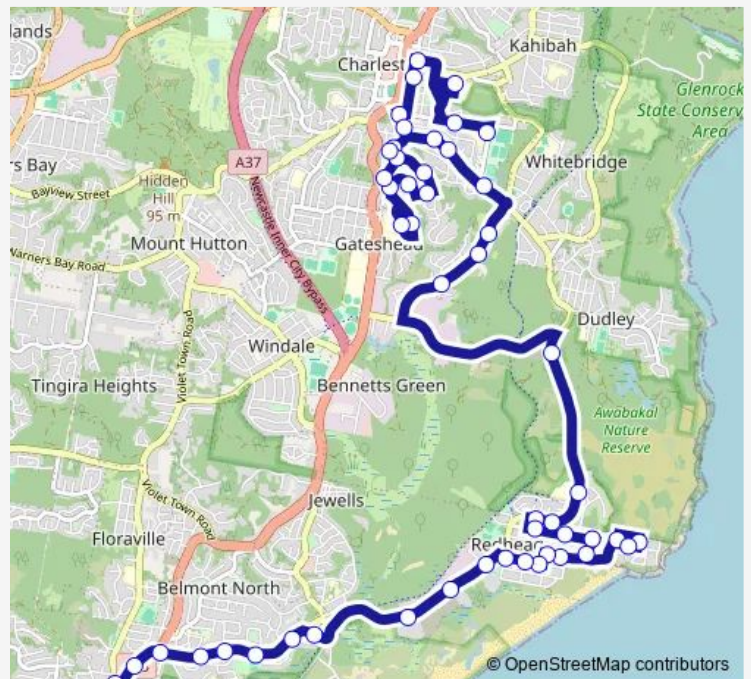 lands
Kahibah
Charlest
Glenrock
State Conserv
Area
A37
rs Bay
Bayview Street
Hidden
Hill
95 m
Whitebridge
Newcastle Inner City Bypass
Mount Hutton
Gateshead
Warners Bay Road
Violet Town Road
Dudley
Windale
Tingira Heights
Bennetts Green
Awabakal
Nature
Reserve
Violet Town Road
Jewells
Floraville
Redhead
Belmont North
© OpenStreetMap contributors